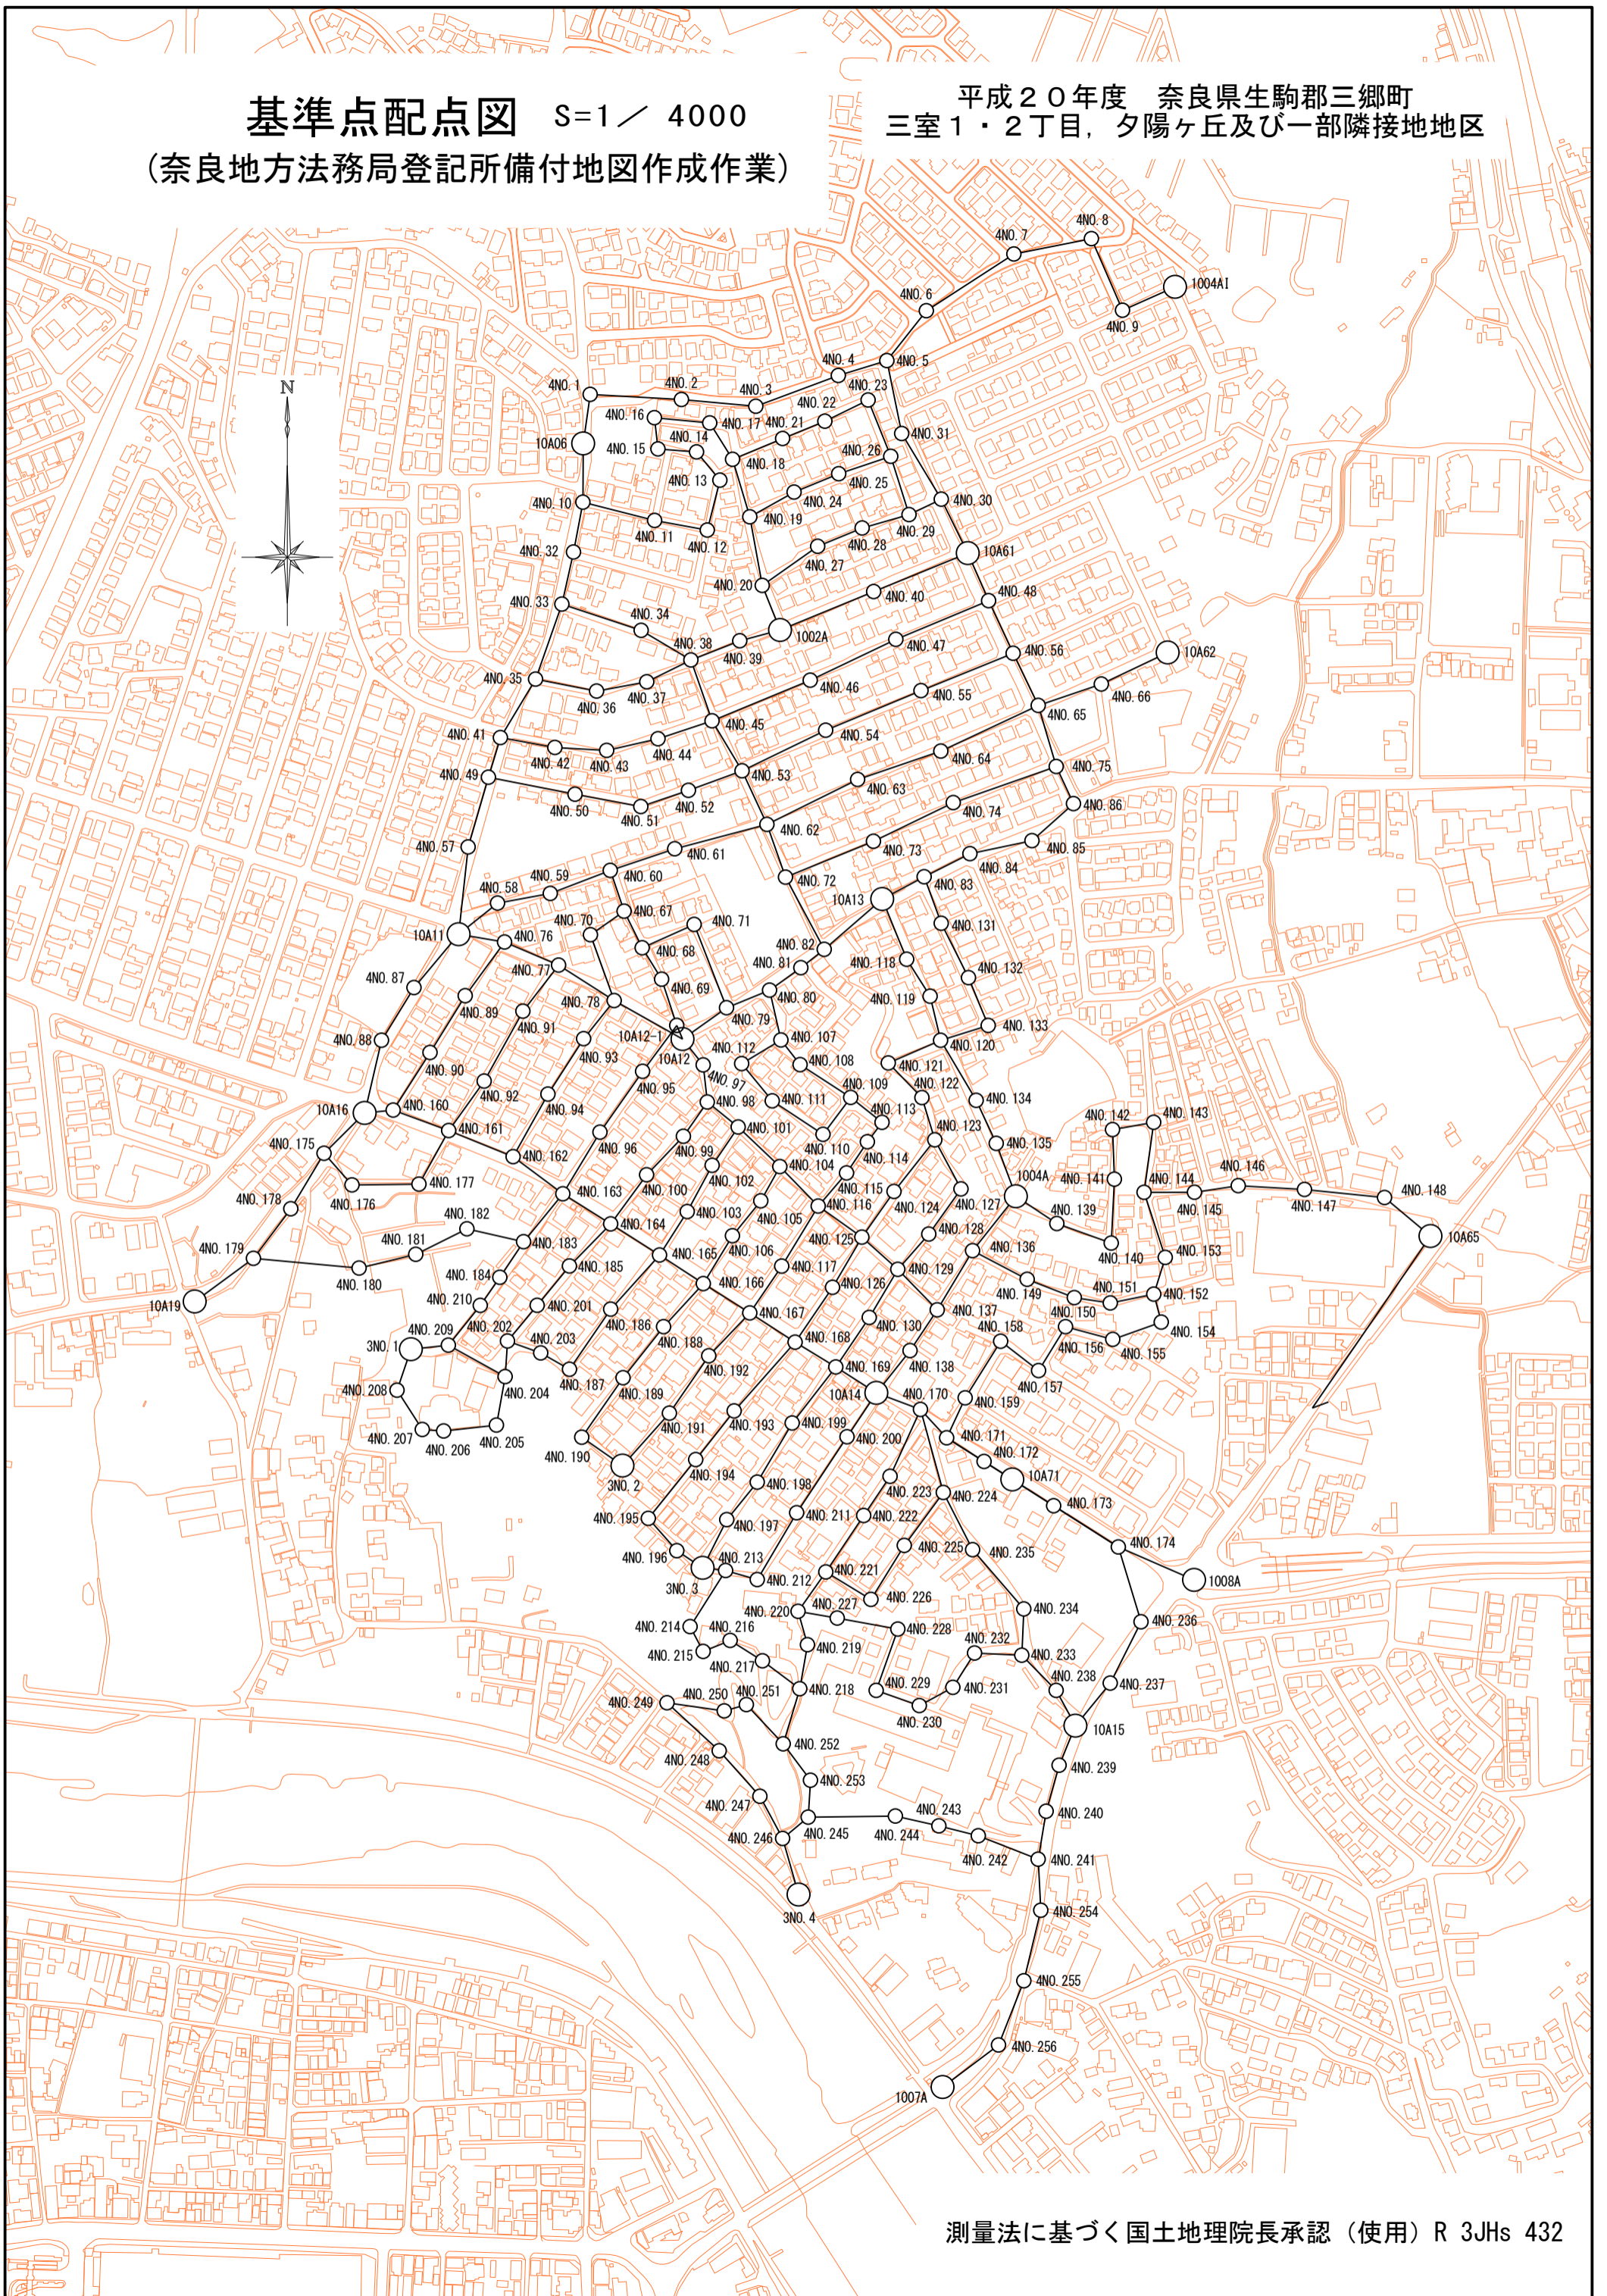 基準点配点図 S=1／ 4000
(奈良地方法務局登記所備付地図作成作業)
平成２０年度 奈良県生駒郡三郷町
三室１・２丁目，夕陽ヶ丘及び一部隣接地地区
N
4NO. 8
4NO. 7
1004AI
4NO. 6
4NO. 9
4NO. 4
4NO. 5
4NO. 1
4NO. 2
4NO. 3
4NO. 23
4NO. 22
4NO. 16
4NO. 17
4NO. 21
4NO. 31
10A06
4NO. 15
4NO. 14
4NO. 18
4NO. 26
4NO. 13
4NO. 25
4NO. 10
4NO. 24
4NO. 30
4NO. 11
4NO. 12
4NO. 19
4NO. 29
4NO. 28
4NO. 32
4NO. 27
10A61
4NO. 20
4NO. 40
4NO. 48
4NO. 33
4NO. 34
1002A
4NO. 38
4NO. 39
4NO. 47
4NO. 56
10A62
4NO. 35
4NO. 36
4NO. 37
4NO. 46
4NO. 55
4NO. 66
4NO. 65
4NO. 45
4NO. 41
4NO. 42
4NO. 43
4NO. 44
4NO. 54
4NO. 64
4NO. 49
4NO. 53
4NO. 75
4NO. 50
4NO. 51
4NO. 52
4NO. 63
4NO. 74
4NO. 86
4NO. 62
4NO. 57
4NO. 61
4NO. 73
4NO. 85
4NO. 84
4NO. 58
4NO. 59
4NO. 60
4NO. 72
4NO. 83
10A13
4NO. 67
4NO. 70
4NO. 71
4NO. 131
10A11
4NO. 76
4NO. 68
4NO. 82
4NO. 81
4NO. 118
4NO. 77
4NO. 132
4NO. 87
4NO. 69
4NO. 80
4NO. 119
4NO. 89
4NO. 78
4NO. 79
4NO. 91
4NO. 133
4NO. 88
10A12-1
10A12
4NO. 107
4NO. 120
4NO. 93
4NO. 112
4NO. 108
4NO. 121
4NO. 90
4NO. 95
4NO. 97
4NO. 122
4NO. 92
4NO. 94
4NO. 98
4NO. 111
4NO. 109
4NO. 134
10A16
4NO. 160
4NO. 113
4NO. 142
4NO. 143
4NO. 161
4NO. 96
4NO. 101
4NO. 110
4NO. 123
4NO. 135
4NO. 175
4NO. 162
4NO. 99
4NO. 114
4NO. 104
4NO. 100
4NO. 102
4NO. 115
4NO. 141
4NO. 146
4NO. 176
4NO. 177
4NO. 163
4NO. 127
1004A
4NO. 144
4NO. 145
4NO. 147
4NO. 148
4NO. 178
4NO. 103
4NO. 105
4NO. 116
4NO. 124
4NO. 182
4NO. 164
4NO. 139
4NO. 128
10A65
4NO. 181
4NO. 183
4NO. 106
4NO. 125
4NO. 136
4NO. 140
4NO. 179
4NO. 180
4NO. 165
4NO. 153
4NO. 185
4NO. 117
4NO. 129
4NO. 184
4NO. 166
4NO. 126
4NO. 149
4NO. 151
4NO. 152
10A19
4NO. 210
4NO. 201
4NO. 186
4NO. 167
4NO. 137
4NO. 150
4NO. 130
4NO. 154
4NO. 209
4NO. 202
4NO. 188
4NO. 158
3NO. 1
4NO. 203
4NO. 168
4NO. 138
4NO. 156
4NO. 155
4NO. 192
4NO. 169
4NO. 187
4NO. 157
4NO. 204
4NO. 189
4NO. 208
10A14
4NO. 170
4NO. 159
4NO. 193
4NO. 199
4NO. 191
4NO. 200
4NO. 207
4NO. 206
4NO. 205
4NO. 171
4NO. 190
4NO. 172
3NO. 2
4NO. 194
10A71
4NO. 198
4NO. 223
4NO. 224
4NO. 195
4NO. 173
4NO. 197
4NO. 211
4NO. 222
4NO. 174
4NO. 225
4NO. 196
4NO. 213
4NO. 235
4NO. 221
3NO. 3
4NO. 212
1008A
4NO. 226
4NO. 220
4NO. 227
4NO. 234
4NO. 214
4NO. 216
4NO. 228
4NO. 236
4NO. 215
4NO. 219
4NO. 232
4NO. 233
4NO. 217
4NO. 238
4NO. 218
4NO. 229
4NO. 231
4NO. 237
4NO. 249
4NO. 250
4NO. 251
4NO. 230
10A15
4NO. 252
4NO. 248
4NO. 239
4NO. 253
4NO. 247
4NO. 243
4NO. 240
4NO. 246
4NO. 245
4NO. 244
4NO. 242
4NO. 241
3NO. 4
4NO. 254
4NO. 255
4NO. 256
1007A
測量法に基づく国土地理院長承認（使用）R 3JHs 432